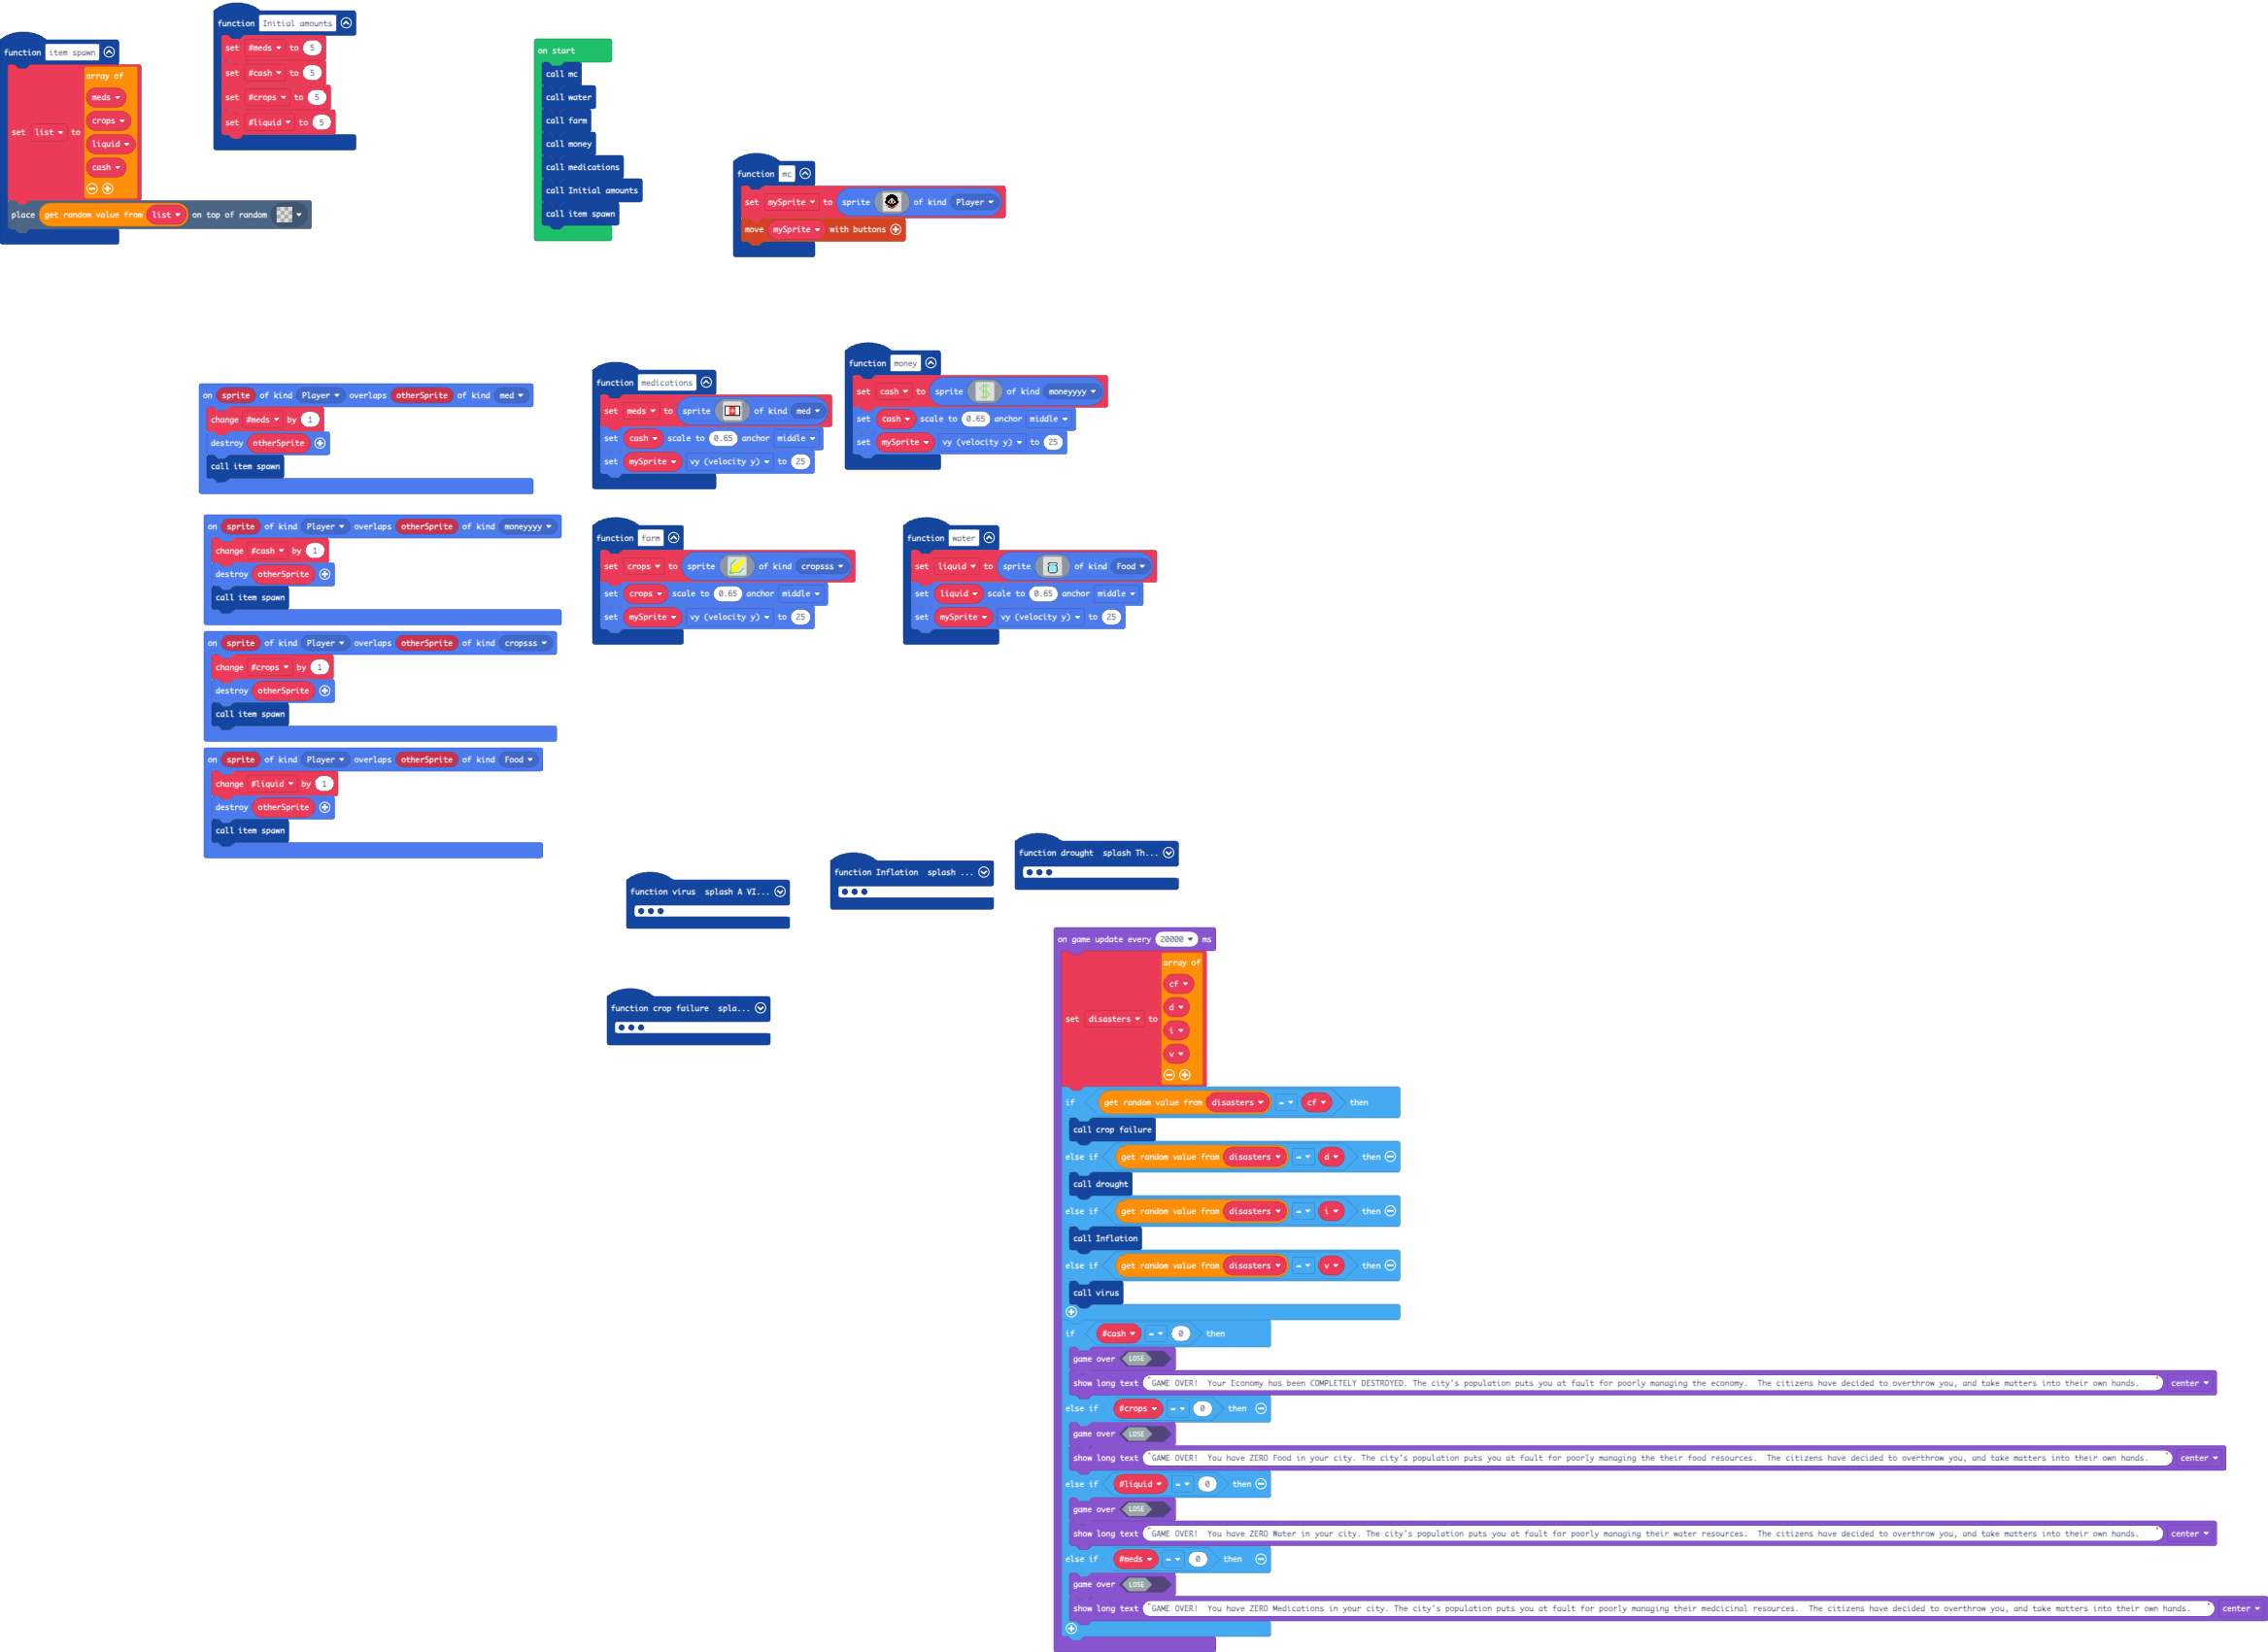 function Initial amounts
set #meds to 5
set #cash to 5
set #crops to 5
set #liquid to 5
function item spawn
set list to array of
meds
crops
liquid
cash
place get random value from list on top of random
on start
call mc
call water
call farm
call money
call medications
call Initial amounts
call item spawn
function mc
set mySprite to sprite of kind Player
move mySprite with buttons
on sprite of kind Player overlaps otherSprite of kind med
change #meds by 1
destroy otherSprite
call item spawn
on sprite of kind Player overlaps otherSprite of kind moneyyyy
change #cash by 1
destroy otherSprite
call item spawn
on sprite of kind Player overlaps otherSprite of kind cropsss
change #crops by 1
destroy otherSprite
call item spawn
on sprite of kind Player overlaps otherSprite of kind Food
change #liquid by 1
destroy otherSprite
call item spawn
function medications
set meds to sprite of kind med
set cash scale to 0.65 anchor middle
set mySprite vy (velocity y) to 25
function money
set cash to sprite of kind moneyyyy
set cash scale to 0.65 anchor middle
set mySprite vy (velocity y) to 25
function farm
set crops to sprite of kind cropsss
set crops scale to 0.65 anchor middle
set mySprite vy (velocity y) to 25
function water
set liquid to sprite of kind Food
set liquid scale to 0.65 anchor middle
set mySprite vy (velocity y) to 25
function virus splash A VI...
function Inflation splash ...
function drought splash Th...
function crop failure spla...
on game update every 20000 ms
set disasters to array of
cf
d
i
v
if get random value from disasters = cf then
call crop failure
else if get random value from disasters = d then
call drought
else if get random value from disasters = i then
call Inflation
else if get random value from disasters = v then
call virus
if #cash = 0 then
game over LOSE
show long text "GAME OVER! Your Economy has been COMPLETELY DESTROYED. The city's population puts you at fault for poorly managing the economy. The citizens have decided to overthrow you, and take matters into their own hands. " center
else if #crops = 0 then
game over LOSE
show long text "GAME OVER! You have ZERO Food in your city. The city's population puts you at fault for poorly managing the their food resources. The citizens have decided to overthrow you, and take matters into their own hands. " center
else if #liquid = 0 then
game over LOSE
show long text "GAME OVER! You have ZERO Water in your city. The city's population puts you at fault for poorly managing their water resources. The citizens have decided to overthrow you, and take matters into their own hands. " center
else if #meds = 0 then
game over LOSE
show long text "GAME OVER! You have ZERO Medications in your city. The city's population puts you at fault for poorly managing their medcicinal resources. The citizens have decided to overthrow you, and take matters into their own hands. " center